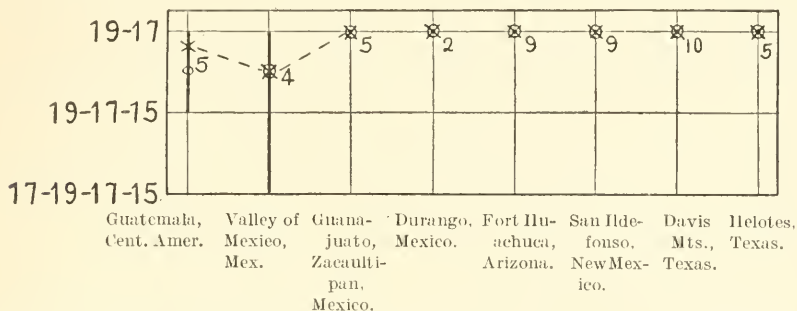 19-17
5 4 5 2 9 9 10 5
19-17-15
17-19-17-15
Guatemala, Cent. Amer.
Valley of Mexico, Mex.
Guana-
juato,
Zacaulti-
pan,
Mexico.
Durango,
Mexico.
Fort Hu-
achuca,
Arizona.
San Ilde-
fonso,
New Mex-
ico.
Davis
Mts.,
Texas.
Helotes,
Texas.